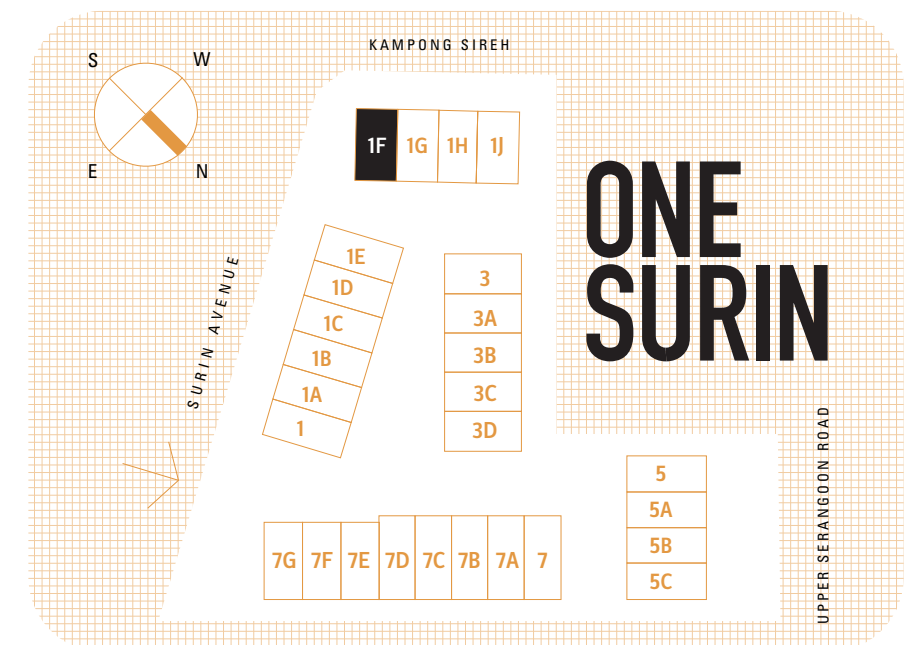 KAMPONG SIREH
S
W
E
N
1F 1G 1H 1J
ONE
SURIN
SURIN AVENUE
1E
1D
1C
1B
1A
1
3
3A
3B
3C
3D
UPPER SERANGOON ROAD
5
5A
5B
5C
7G 7F 7E 7D 7C 7B 7A 7